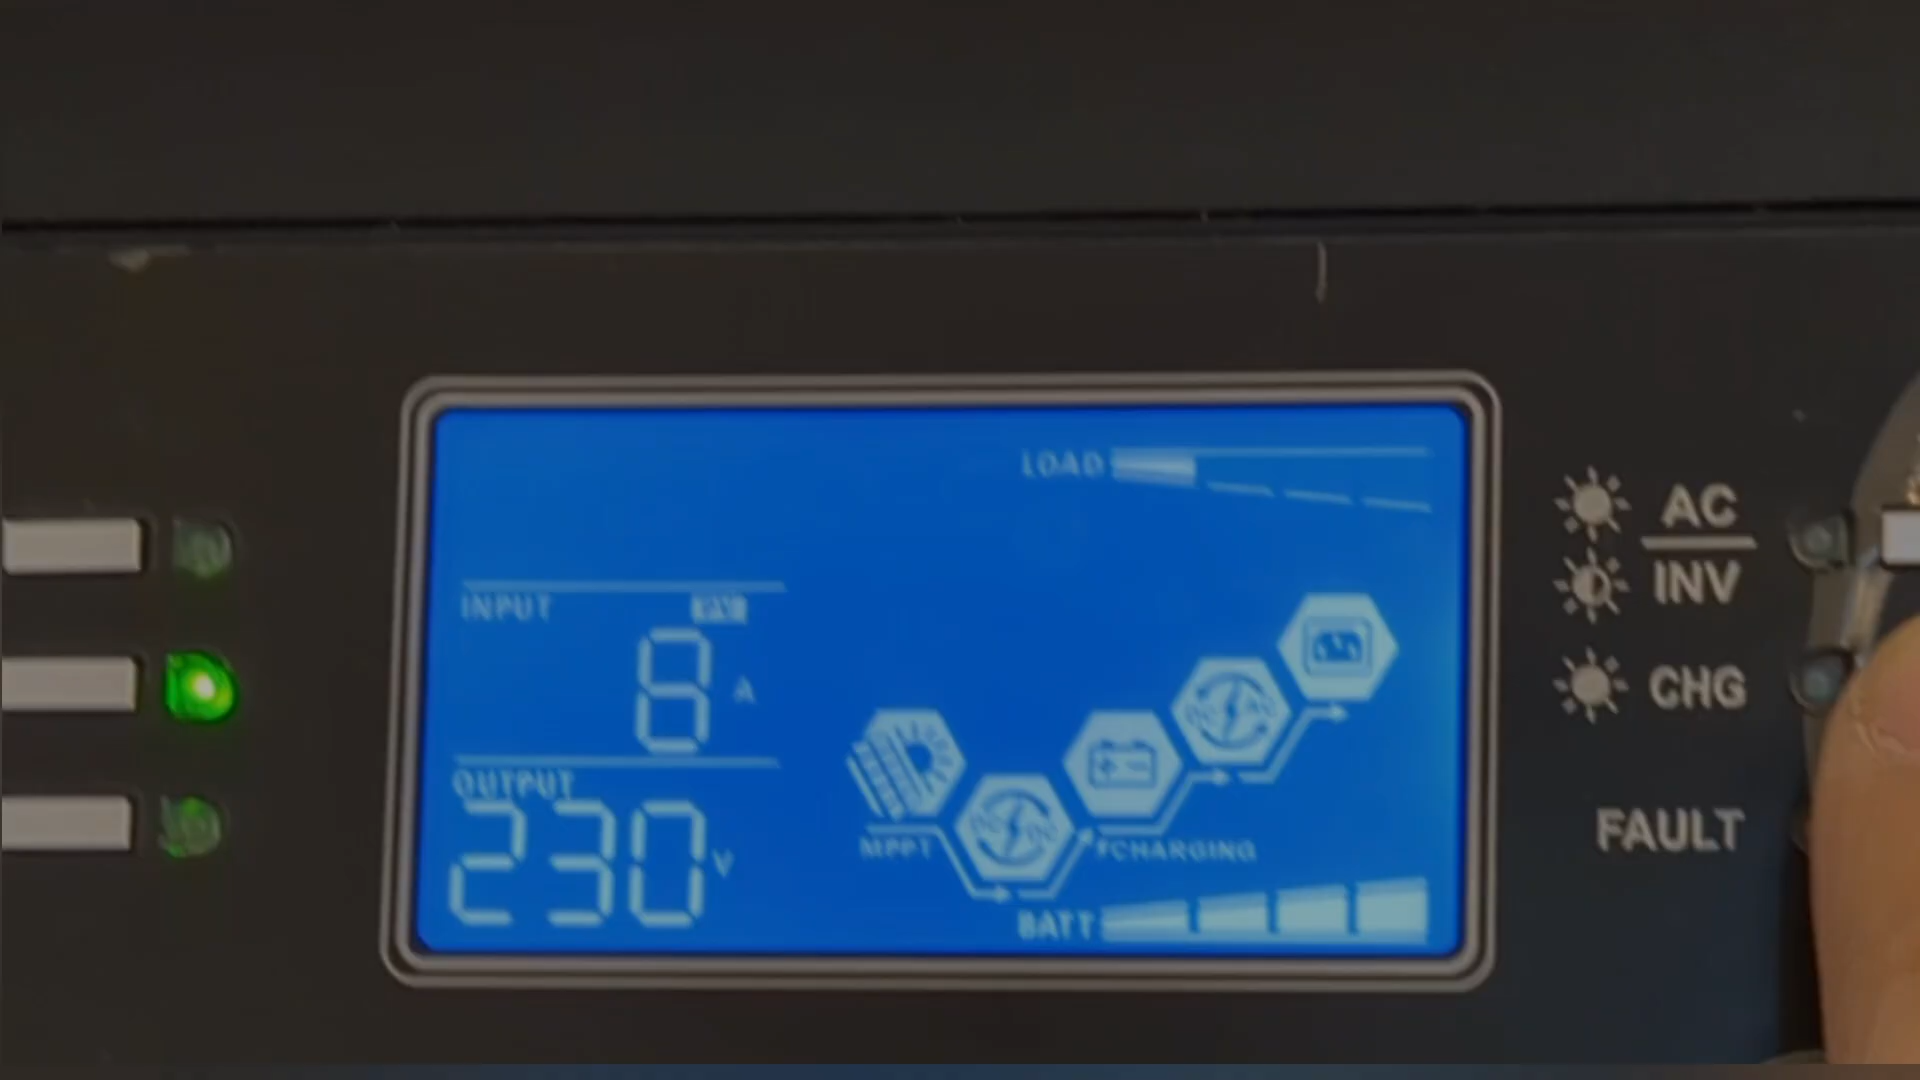 LOAD
INPUT PV
8 A
OUTPUT
230 V
MPPT
CHARGING
BATT
AC
INV
CHG
FAULT